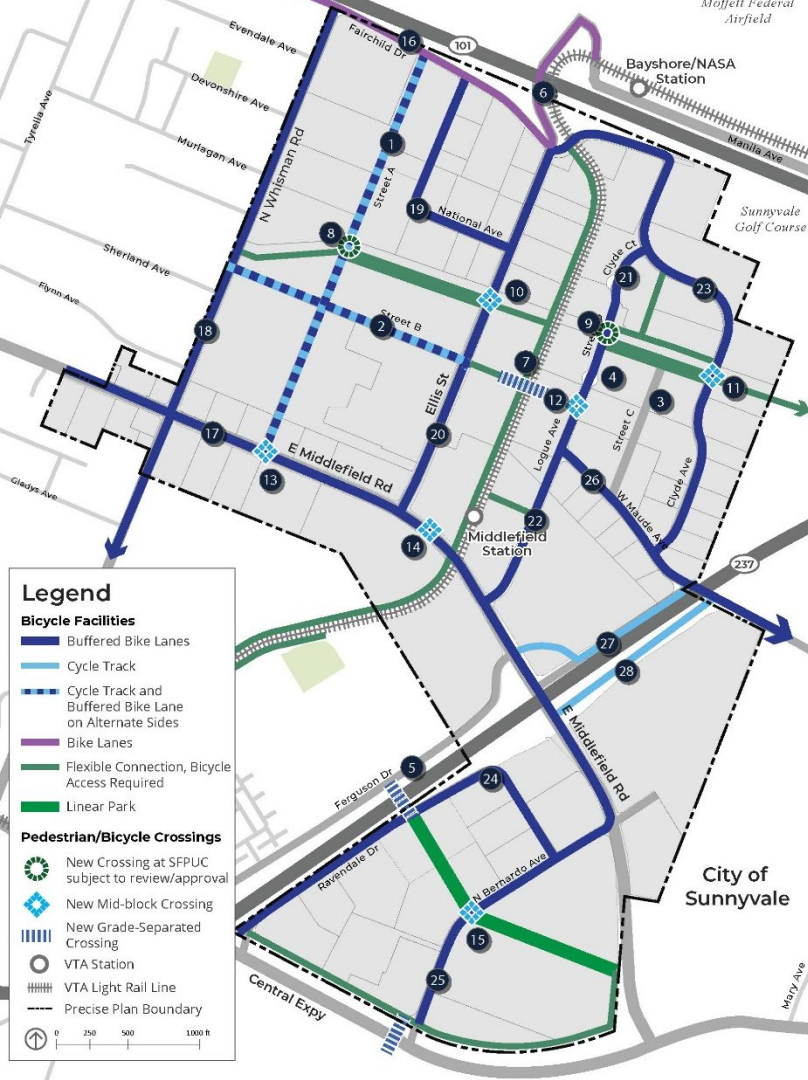 Moffett Federal
Airfield
Evendale Ave
Fairchild Dr
16
101
Bayshore/NASA
Station
6
Devonshire Ave
Tyrella Ave
Manila Ave
1
Murlagan Ave
N Whisman Rd
Street A
19
National Ave
Sunnyvale
Golf Course
8
Sherland Ave
Clyde Ct
21
23
10
Flynn Ave
Street B
2
9
18
7
4
11
Ellis St
12
3
Street C
17
20
Logue Ave
E Middlefield Rd
13
Clyde Ave
26
Gladys Ave
W Maude Ave
22
14
Middlefield
Station
237
27
28
E Middlefield Rd
5
24
Ferguson Dr
Ravendale Dr
N Bernardo Ave
City of
Sunnyvale
15
25
Central Expy
Mary Ave
Legend
Bicycle Facilities
Buffered Bike Lanes
Cycle Track
Cycle Track and
Buffered Bike Lane
on Alternate Sides
Bike Lanes
Flexible Connection, Bicycle
Access Required
Linear Park
Pedestrian/Bicycle Crossings
New Crossing at SFPUC
subject to review/approval
New Mid-block Crossing
New Grade-Separated
Crossing
VTA Station
VTA Light Rail Line
Precise Plan Boundary
0 250 500 1,000 ft